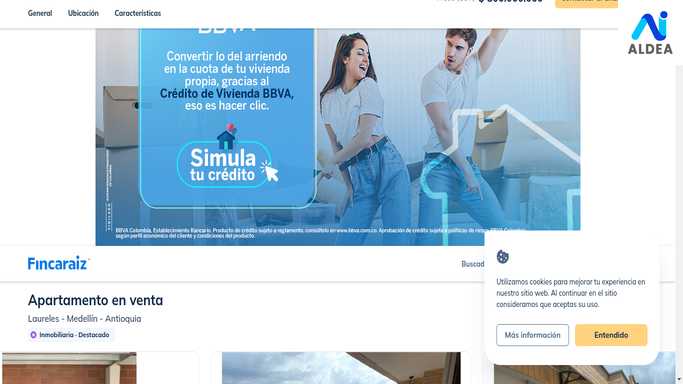 General Ubicación Características
ALDEA
BBVA
Convertir lo del arriendo
en la cuota de tu vivienda
propia, gracias al
Crédito de Vivienda BBVA,
eso es hacer clic.
Simula
tu crédito
BBVA Colombia, Establecimiento Bancario. Producto de crédito sujeto a reglamento, consúltelo en www.bbva.com.co. Aprobación de crédito sujeta a políticas de riesgo BBVA Colombia,
según perfil económico del cliente y condiciones del producto.
Fincaraíz
Buscad
Utilizamos cookies para mejorar tu experiencia en
nuestro sitio web. Al continuar en el sitio
consideramos que aceptas su uso.
Más información Entendido
Apartamento en venta
Laureles - Medellín - Antioquia
Inmobiliaria - Destacado